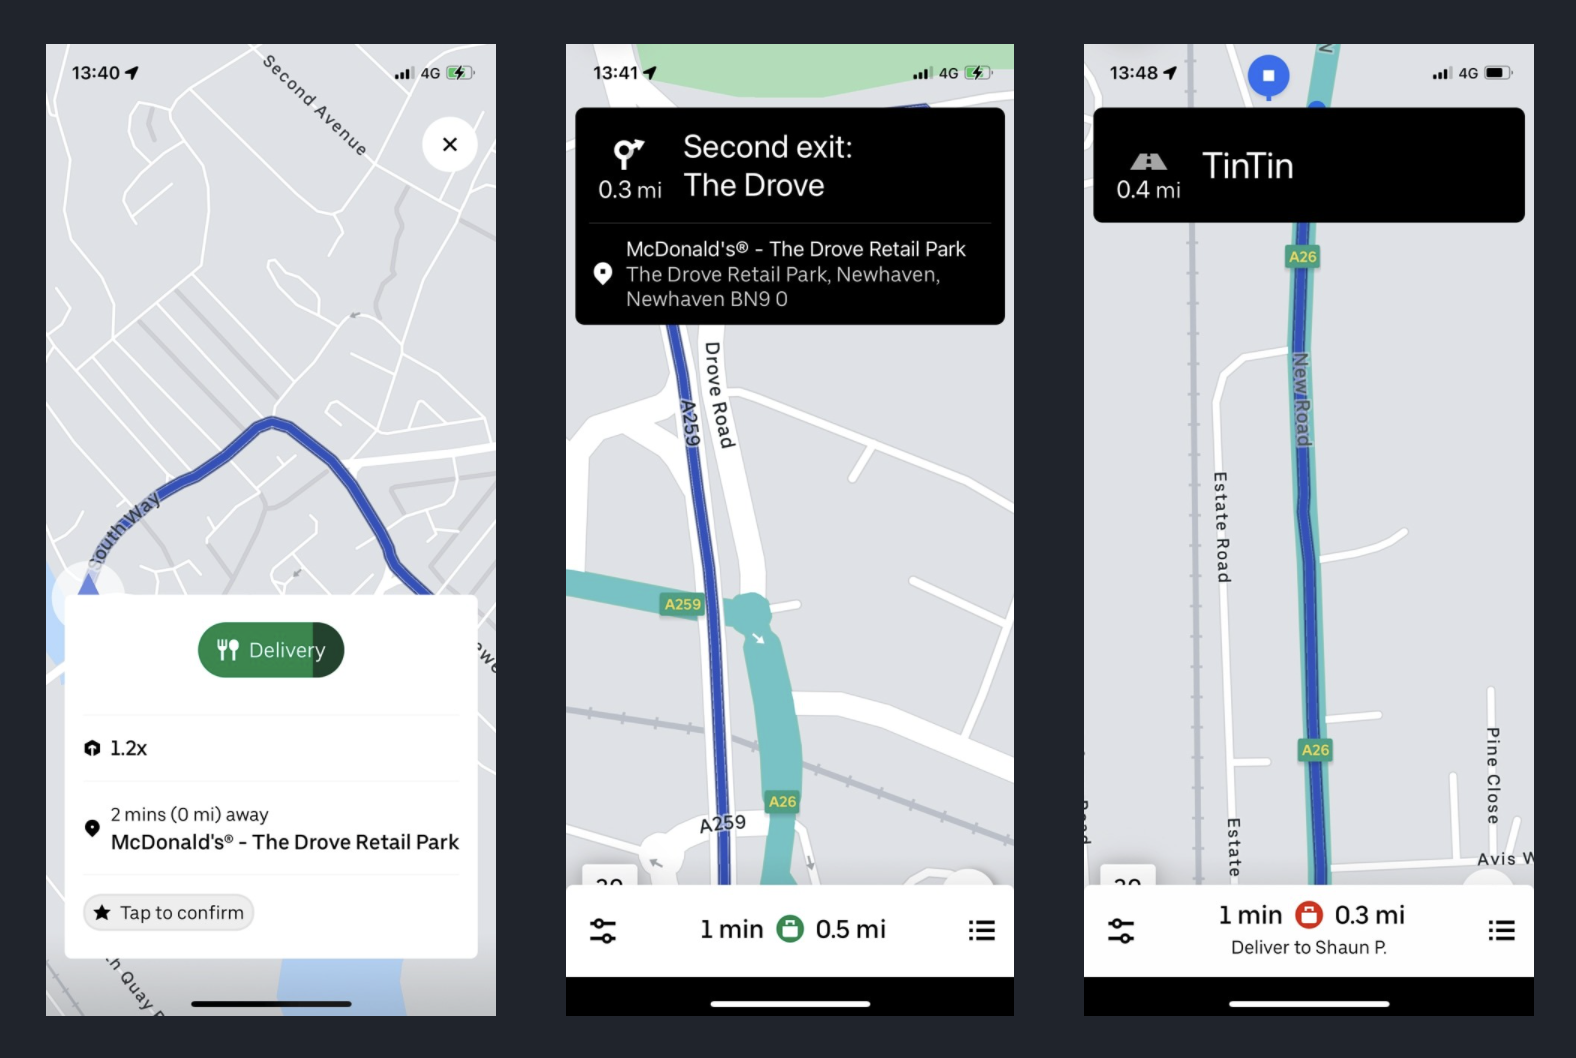 13:40
4G
Second Avenue
South Way
Delivery
1.2x
2 mins (0 mi) away
McDonald's® - The Drove Retail Park
Tap to confirm
13:41
4G
Second exit:
The Drove
0.3 mi
McDonald's® - The Drove Retail Park
The Drove Retail Park, Newhaven,
Newhaven BN9 0
Drove Road
A259
A259
A26
A259
1 min 0.5 mi
13:48
4G
TinTin
0.4 mi
A26
New Road
Estate Road
A26
Pine Close
Estate
Avis W
1 min 0.3 mi
Deliver to Shaun P.